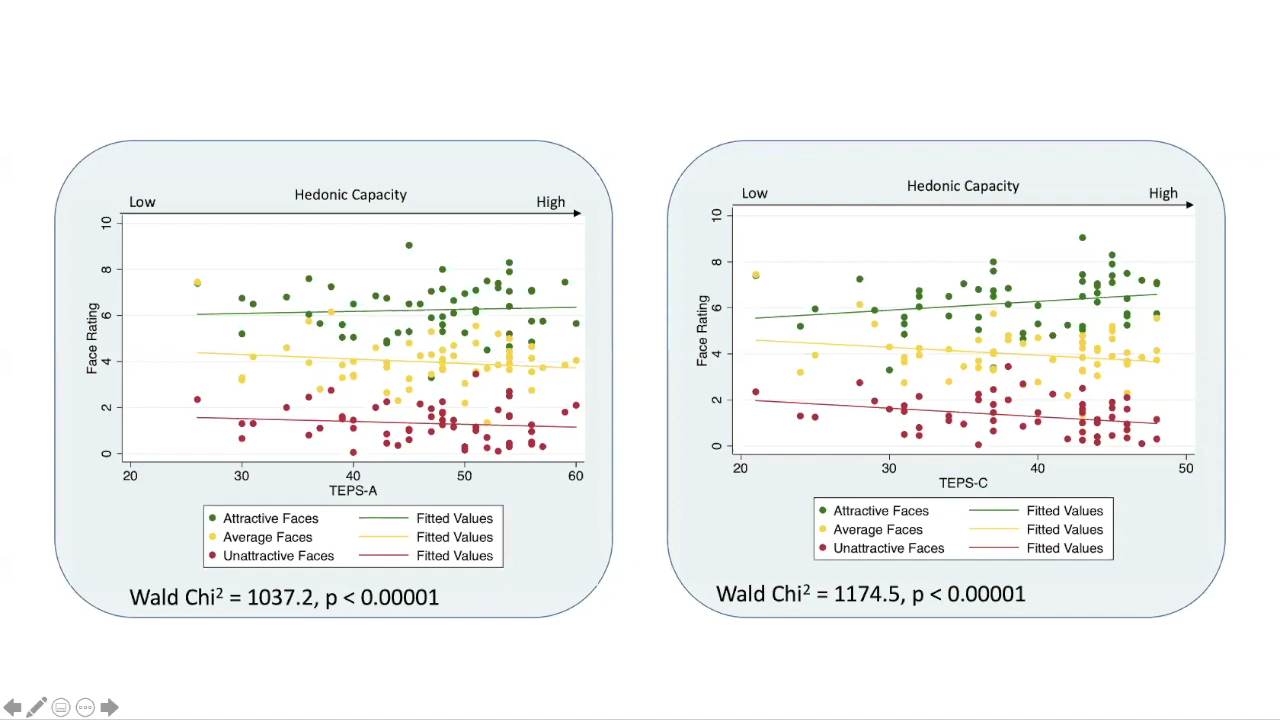 Hedonic Capacity
Low
High
Face Rating
10
8
6
4
2
0
20
30
40
50
60
TEPS-A
Attractive Faces
Fitted Values
Average Faces
Fitted Values
Unattractive Faces
Fitted Values
Wald Chi² = 1037.2, p < 0.00001
Hedonic Capacity
Low
High
Face Rating
10
8
6
4
2
0
20
30
40
50
TEPS-C
Attractive Faces
Fitted Values
Average Faces
Fitted Values
Unattractive Faces
Fitted Values
Wald Chi² = 1174.5, p < 0.00001